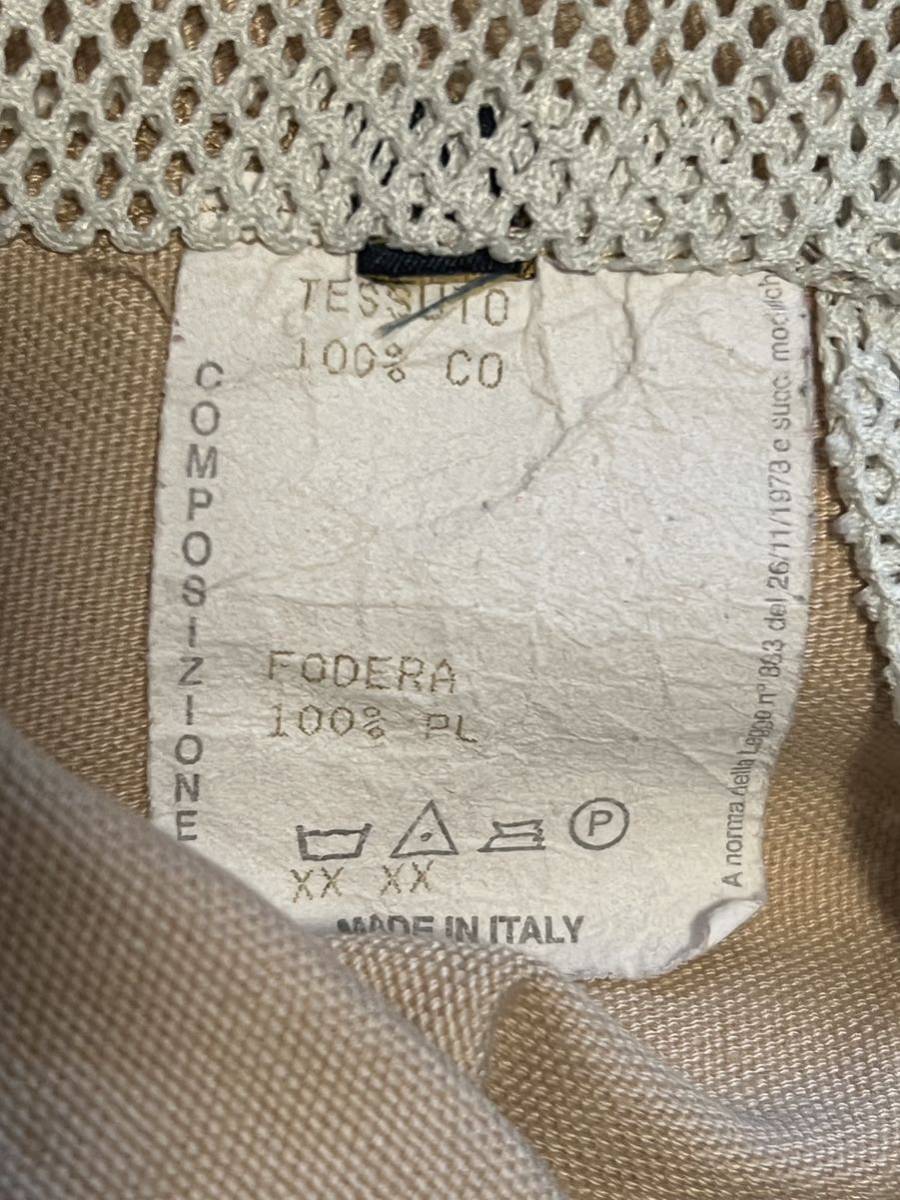 TESSUTO
100% CO
COMPOSIZIONE
FODERA
100% PL
P
XX XX
MADE IN ITALY
A norma della Legge n° 883 del 26/11/1973 e succ. modifich